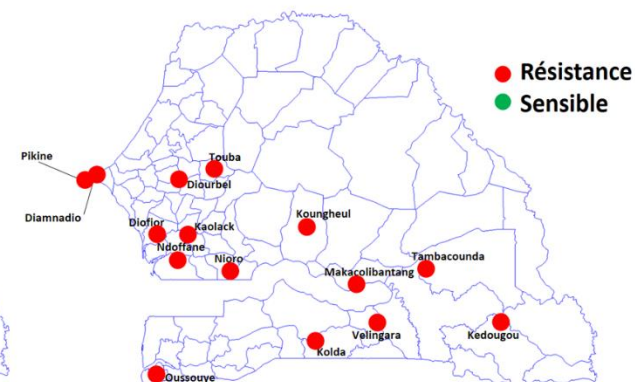 Résistance
Sensible
Pikine
Touba
Diourbel
Diamnadio
Koungheul
Diofior
Kaolack
Ndoffane
Nioro
Tambacounda
Makacolibantang
Velingara
Kedougou
Kolda
Oussouye